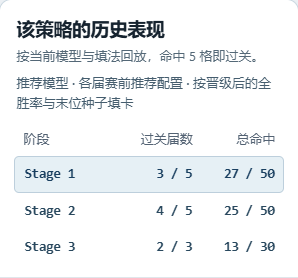 该策略的历史表现
按当前模型与填法回放，命中 5 格即过关。
推荐模型 · 各届赛前推荐配置 · 按晋级后的全
胜率与末位种子填卡
阶段 过关届数 总命中
Stage 1 3 / 5 27 / 50
Stage 2 4 / 5 25 / 50
Stage 3 2 / 3 13 / 30